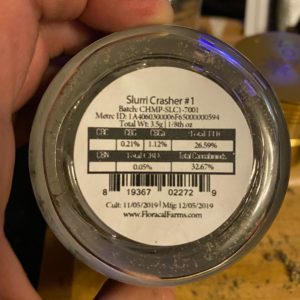 Slurri Crasher #1
Batch: CHMP-SLC1-7001
Metrc ID: 1A4060300006F65000000594
Total Wt: 3.5g | 1/8th oz
CBC CBG CBGa Total THC
0.21% 1.12% 26.59%
CBN Total CBD Total Cannabinoids
0.05% 32.67%
8 19367 02272 9
Cult: 11/05/2019 | Mfg: 12/05/2019
www.FloracalFarms.com